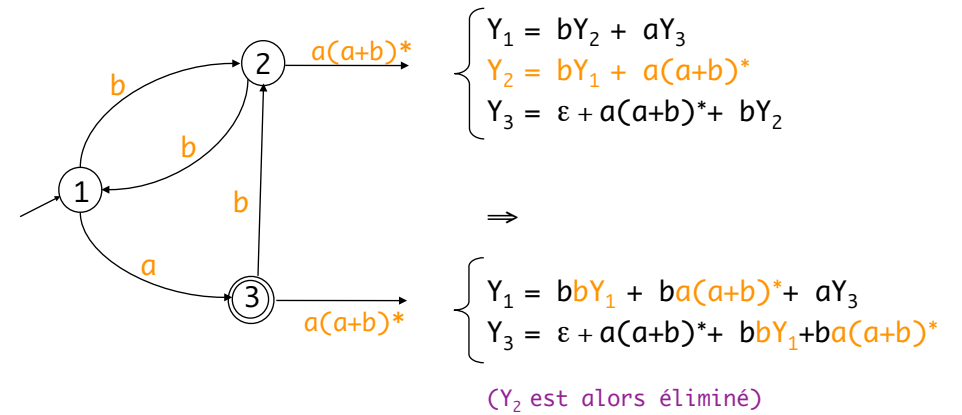 a(a+b)*
2
b
b
1
b
a
3
a(a+b)*
Y₁ = bY₂ + aY₃
Y₂ = bY₁ + a(a+b)*
Y₃ = ε + a(a+b)*+ bY₂
⇒
Y₁ = bbY₁ + ba(a+b)*+ aY₃
Y₃ = ε + a(a+b)*+ bbY₁+ba(a+b)*
(Y₂ est alors éliminé)